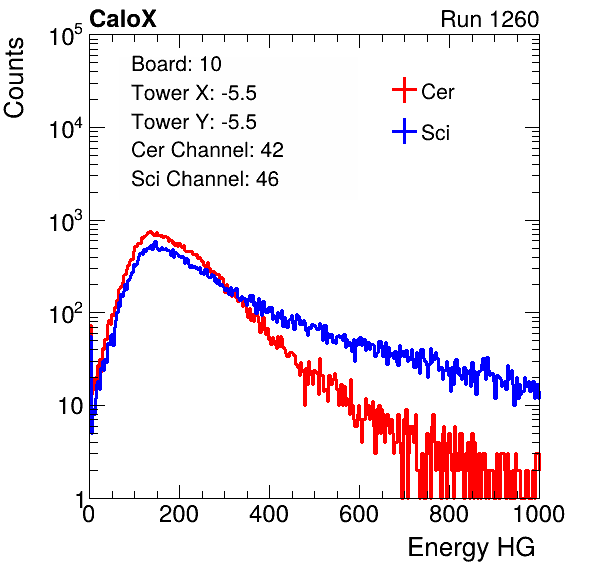 CaloX Run 1260
Counts
Board: 10
Tower X: -5.5
Tower Y: -5.5
Cer Channel: 42
Sci Channel: 46
Cer
Sci
10^5
10^4
10^3
10^2
10
1
0 200 400 600 800 1000
Energy HG